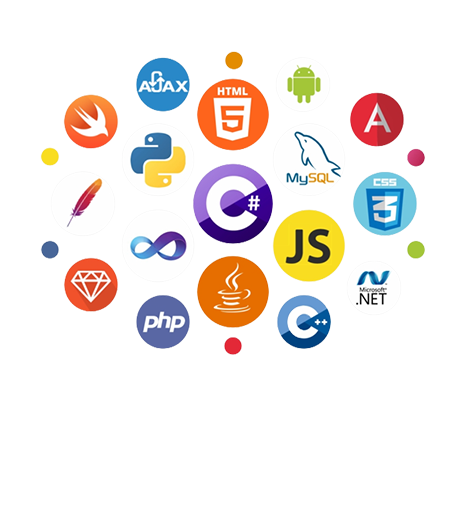 AJAX
HTML
5
A
MySQL
CSS
3
C#
JS
Microsoft®
.NET
php
C++